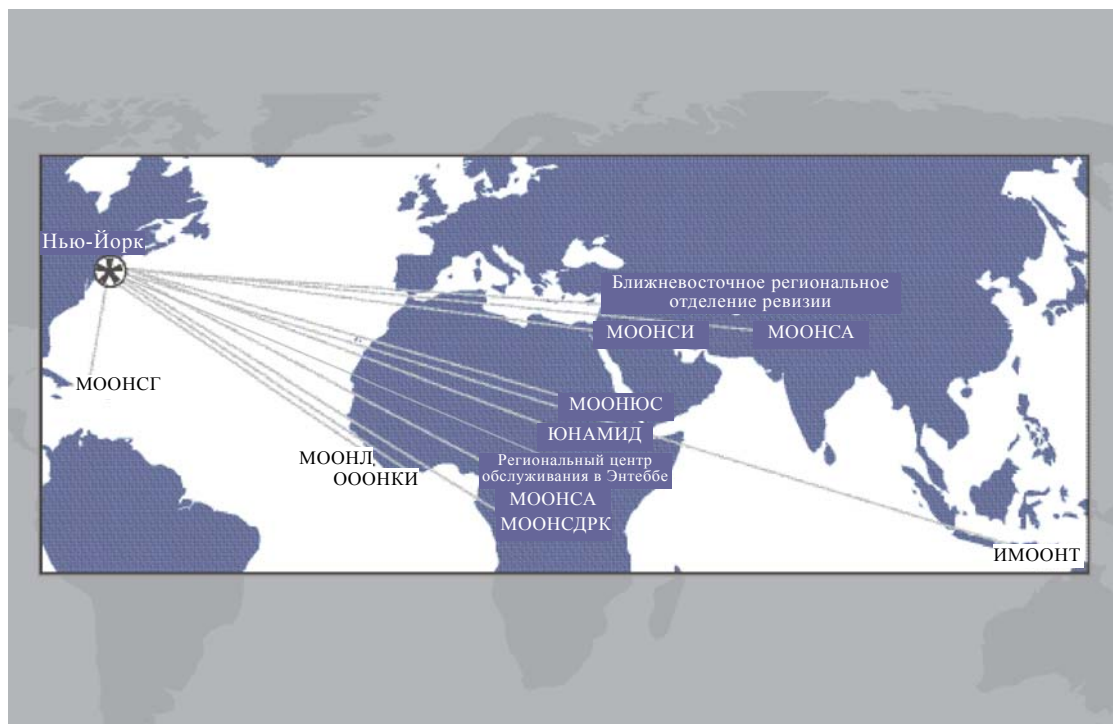 Нью-Йорк
Ближневосточное региональное
отделение ревизии
МООНСИ
МООНСА
МООНСГ
МООНЮС
ЮНАМИД
МООНЛ
ОООНКИ
Региональный центр
обслуживания в Энтеббе
МООНСА
МООНСДРК
ИМООНТ